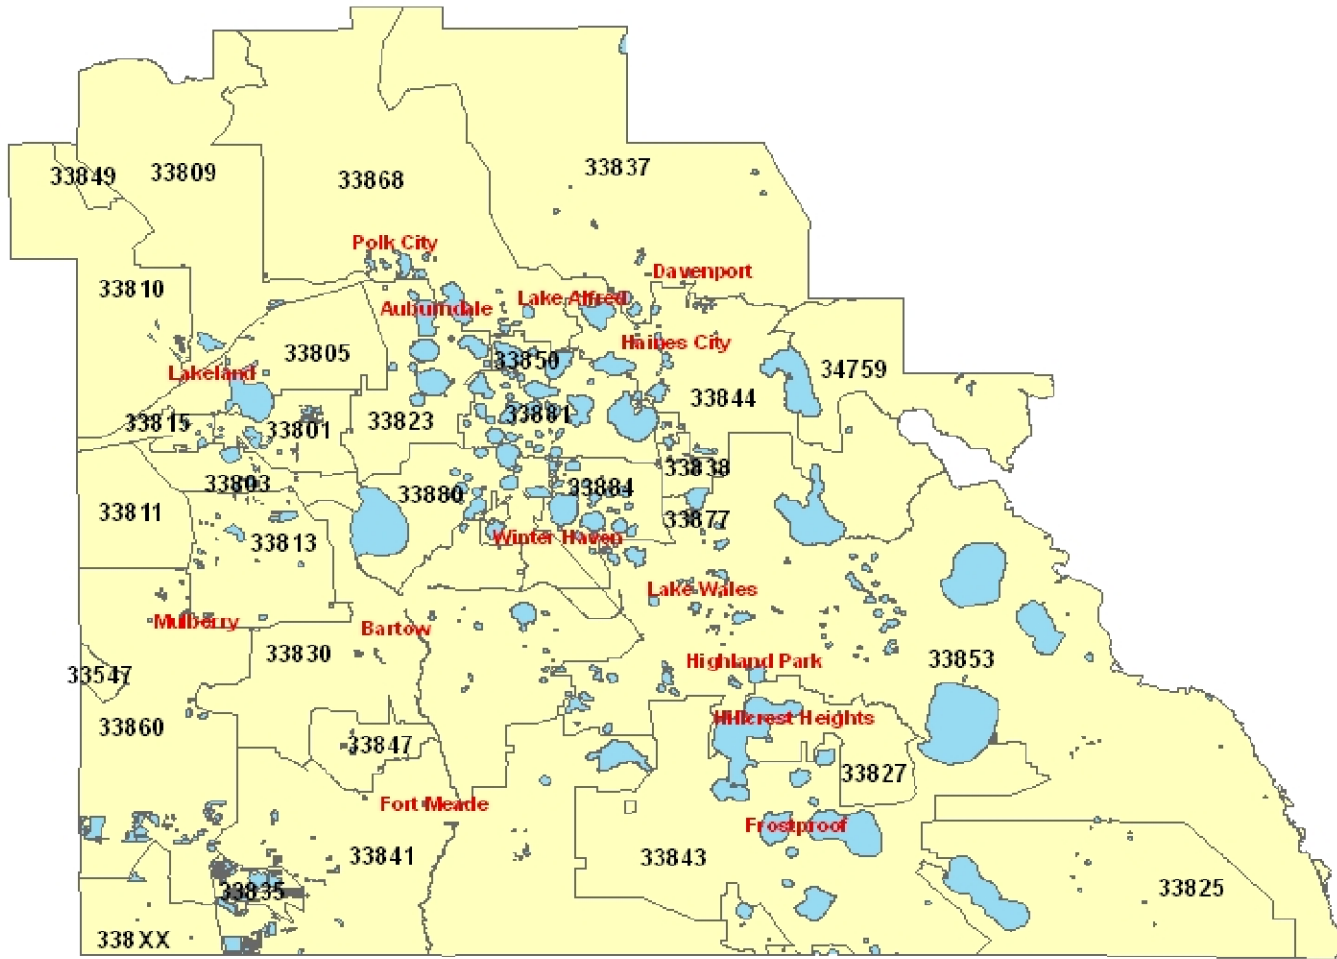 33849
33809
33868
33837
Polk City
Davenport
33810
Auburndale
Lake Alfred
Haines City
33805
33850
Lakeland
34759
33844
33815
33801
33823
33881
33838
33803
33880
33884
33811
33877
33813
Winter Haven
Lake Wales
Mulberry
Bartow
33830
Highland Park
33853
33547
Hillcrest Heights
33860
33847
33827
Fort Meade
Frostproof
33841
33843
33835
33825
338XX